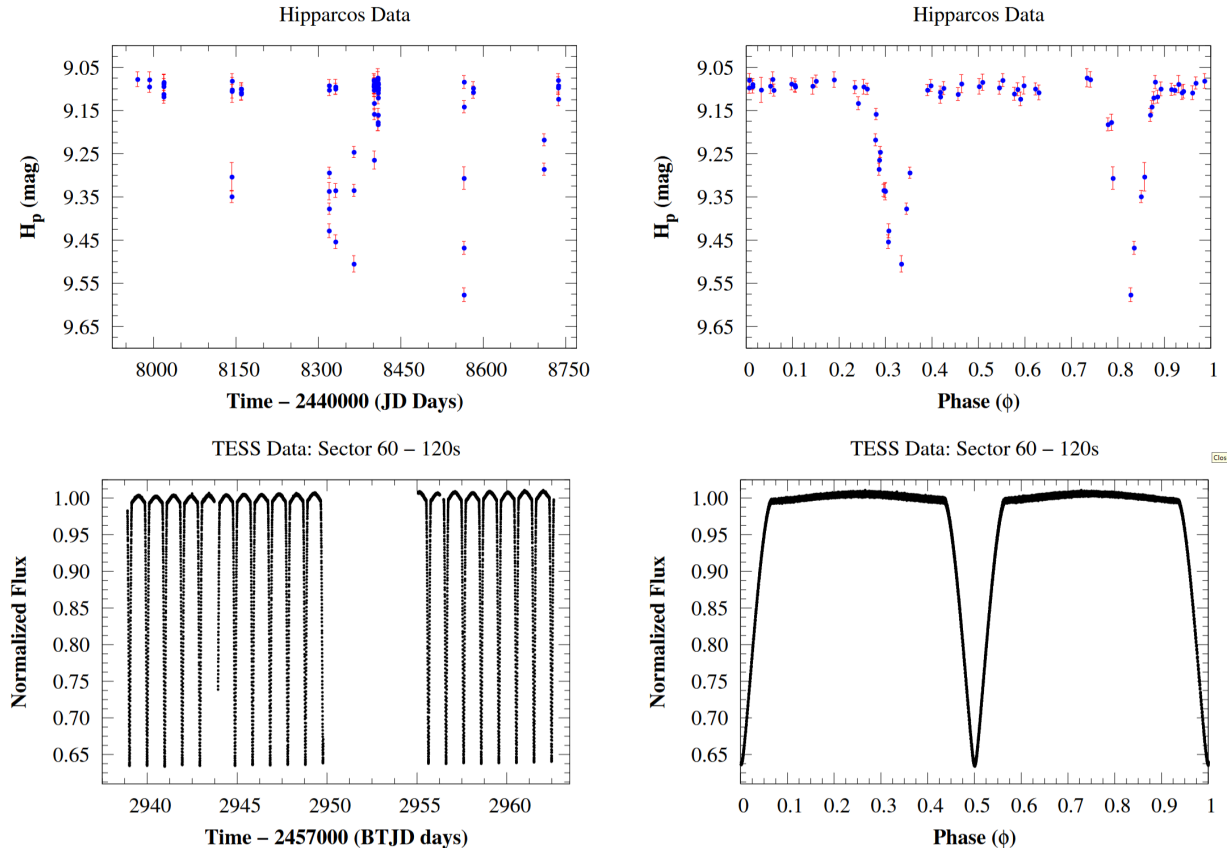 Hipparcos Data
9.05
9.15
9.25
9.35
9.45
9.55
9.65
H_p (mag)
8000 8150 8300 8450 8600 8750
Time − 2440000 (JD Days)
Hipparcos Data
9.05
9.15
9.25
9.35
9.45
9.55
9.65
H_p (mag)
0 0.1 0.2 0.3 0.4 0.5 0.6 0.7 0.8 0.9 1
Phase (ϕ)
TESS Data: Sector 60 − 120s
1.00
0.95
0.90
0.85
0.80
0.75
0.70
0.65
Normalized Flux
2940 2945 2950 2955 2960
Time − 2457000 (BTJD days)
TESS Data: Sector 60 − 120s
Clos
1.00
0.95
0.90
0.85
0.80
0.75
0.70
0.65
Normalized Flux
0 0.1 0.2 0.3 0.4 0.5 0.6 0.7 0.8 0.9 1
Phase (ϕ)